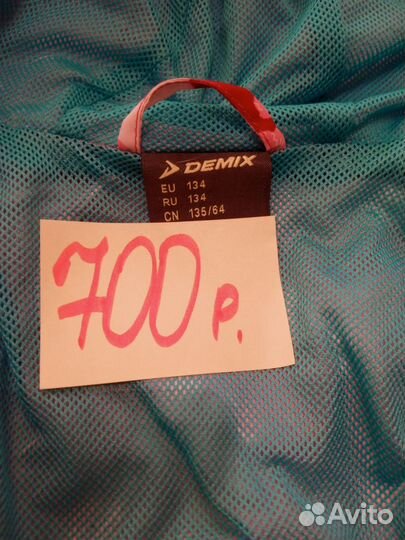 DEMIX
EU 134
RU 134
CN 135/64
700 р.
Avito